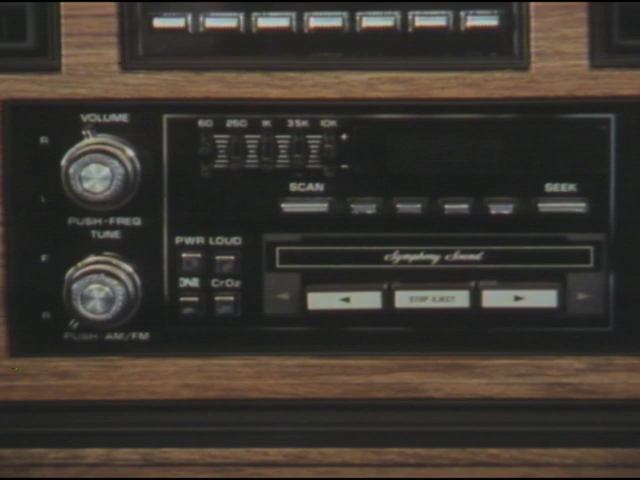 VOLUME
60 250 1K 3.5K 10K
R
+
-
SCAN SEEK
L
PUSH-FREQ
TUNE
PWR LOUD
F
Symphony Sound
DNR CrO2
STOP EJECT
R
PUSH-AM/FM